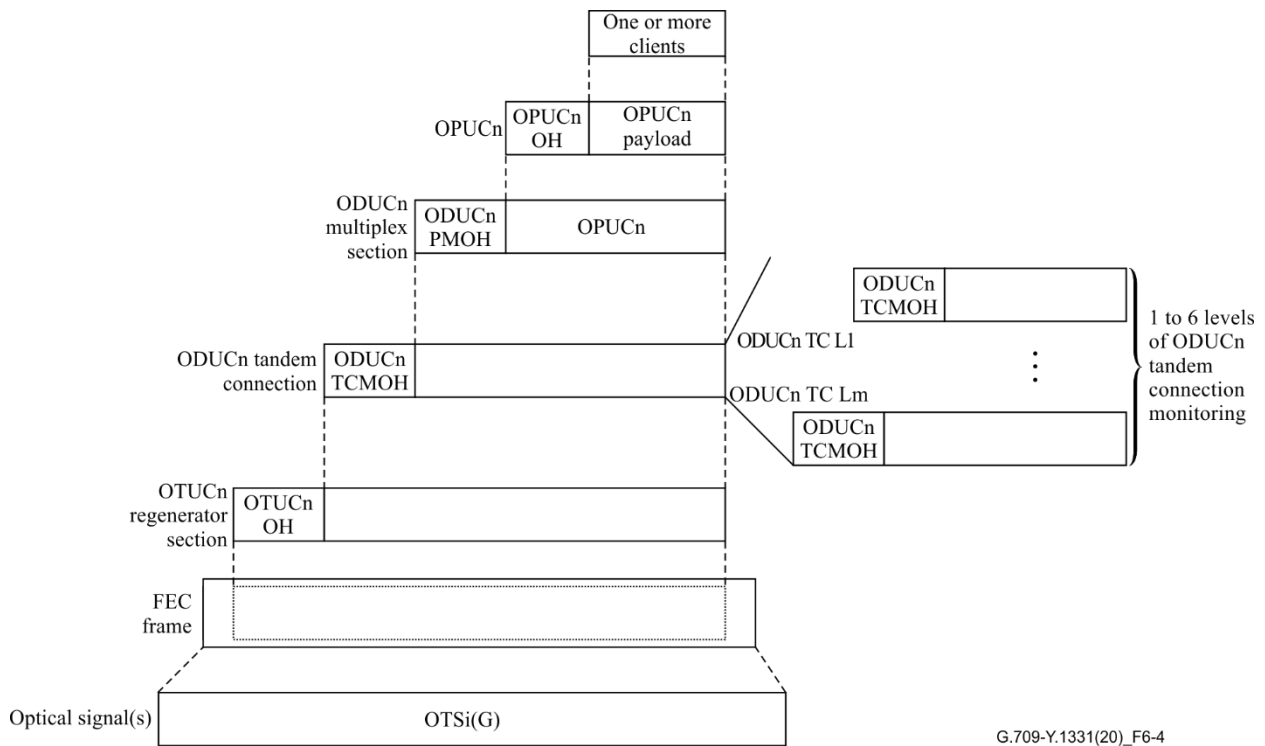 One or more
clients
OPUCn
OPUCn
OH
OPUCn
payload
ODUCn
multiplex
section
ODUCn
PMOH
OPUCn
ODUCn
TCMOH
1 to 6 levels
of ODUCn
tandem
connection
monitoring
ODUCn TC L1
ODUCn tandem
connection
ODUCn
TCMOH
ODUCn TC Lm
ODUCn
TCMOH
OTUCn
regenerator
section
OTUCn
OH
FEC
frame
Optical signal(s)
OTSi(G)
G.709-Y.1331(20)_F6-4